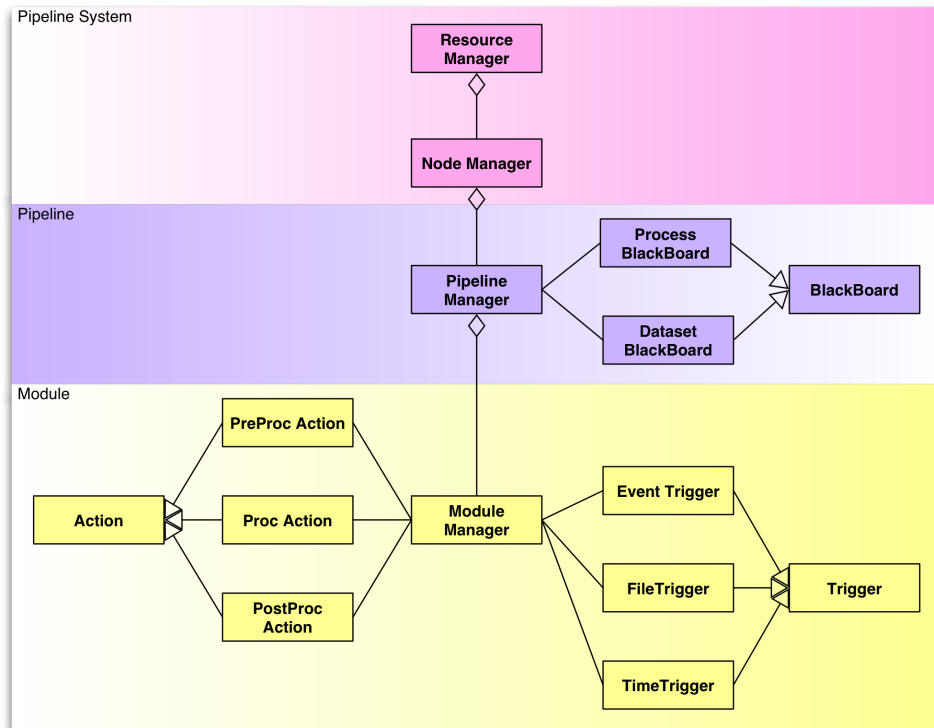 Pipeline System
Resource
Manager
Node Manager
Pipeline
Process
BlackBoard
Pipeline
Manager
BlackBoard
Dataset
BlackBoard
Module
PreProc Action
Event Trigger
Action
Proc Action
Module
Manager
FileTrigger
Trigger
PostProc
Action
TimeTrigger